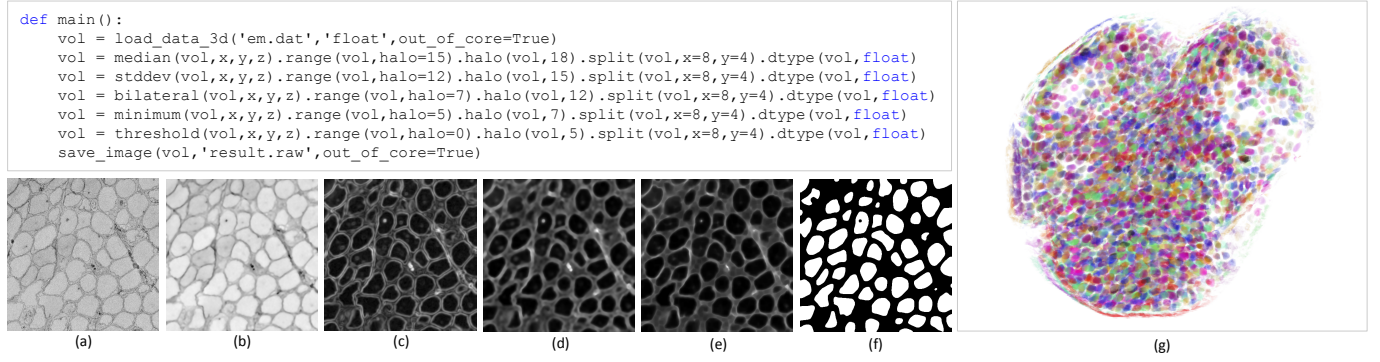 def main():
    vol = load_data_3d('em.dat','float',out_of_core=True)
    vol = median(vol,x,y,z).range(vol,halo=15).halo(vol,18).split(vol,x=8,y=4).dtype(vol,float)
    vol = stddev(vol,x,y,z).range(vol,halo=12).halo(vol,15).split(vol,x=8,y=4).dtype(vol,float)
    vol = bilateral(vol,x,y,z).range(vol,halo=7).halo(vol,12).split(vol,x=8,y=4).dtype(vol,float)
    vol = minimum(vol,x,y,z).range(vol,halo=5).halo(vol,7).split(vol,x=8,y=4).dtype(vol,float)
    vol = threshold(vol,x,y,z).range(vol,halo=0).halo(vol,5).split(vol,x=8,y=4).dtype(vol,float)
    save_image(vol,'result.raw',out_of_core=True)
(a) (b) (c) (d) (e) (f) (g)